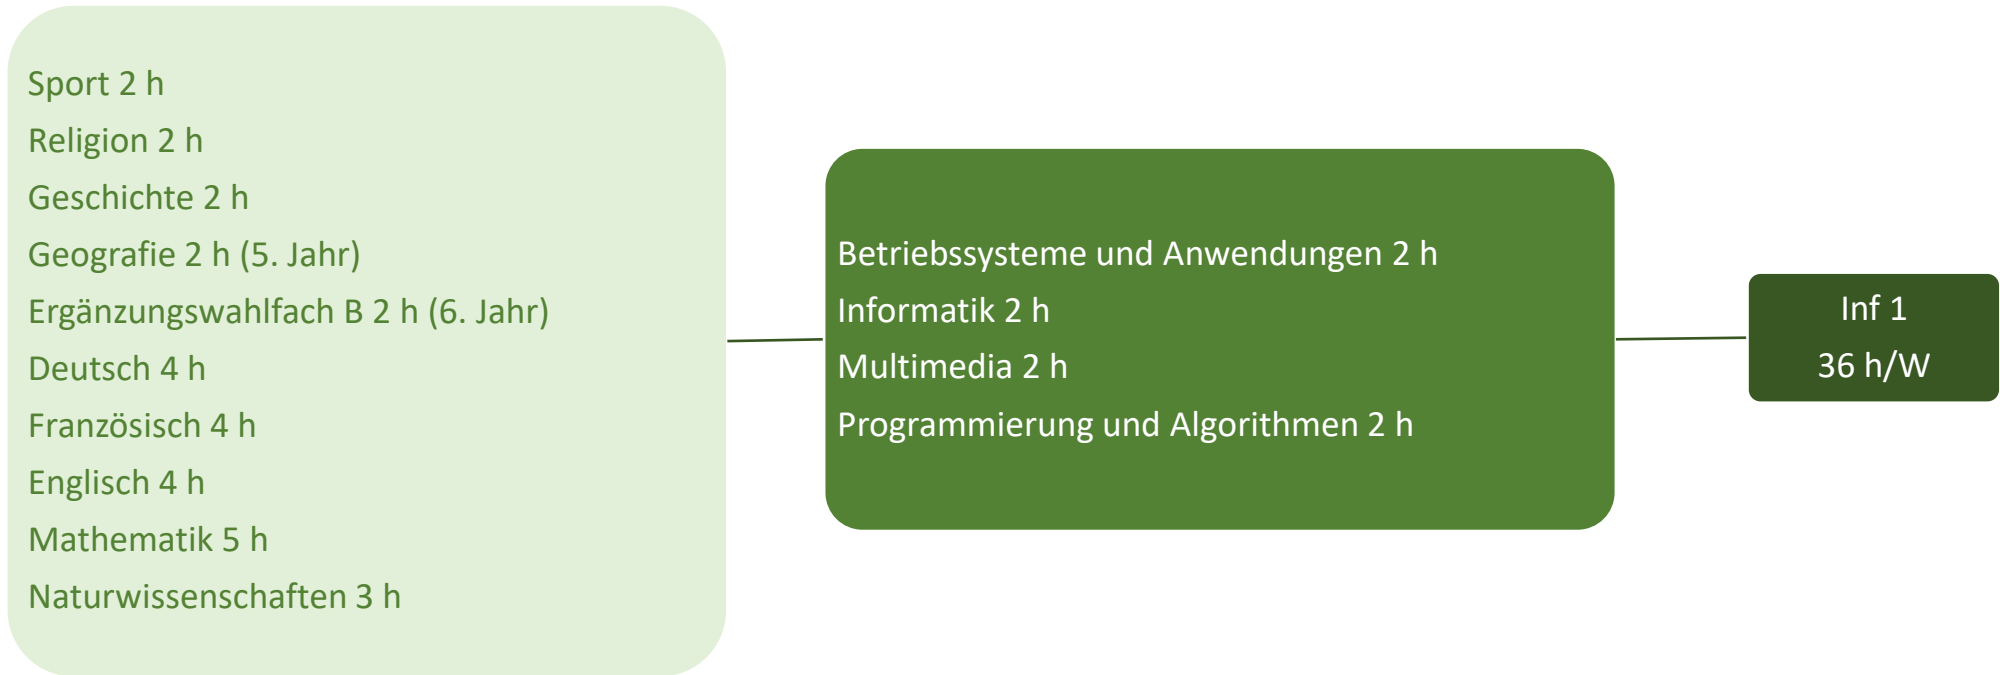 Sport 2 h
Religion 2 h
Geschichte 2 h
Geografie 2 h (5. Jahr)
Ergänzungswahlfach B 2 h (6. Jahr)
Deutsch 4 h
Französisch 4 h
Englisch 4 h
Mathematik 5 h
Naturwissenschaften 3 h
Betriebssysteme und Anwendungen 2 h
Informatik 2 h
Multimedia 2 h
Programmierung und Algorithmen 2 h
Inf 1
36 h/W